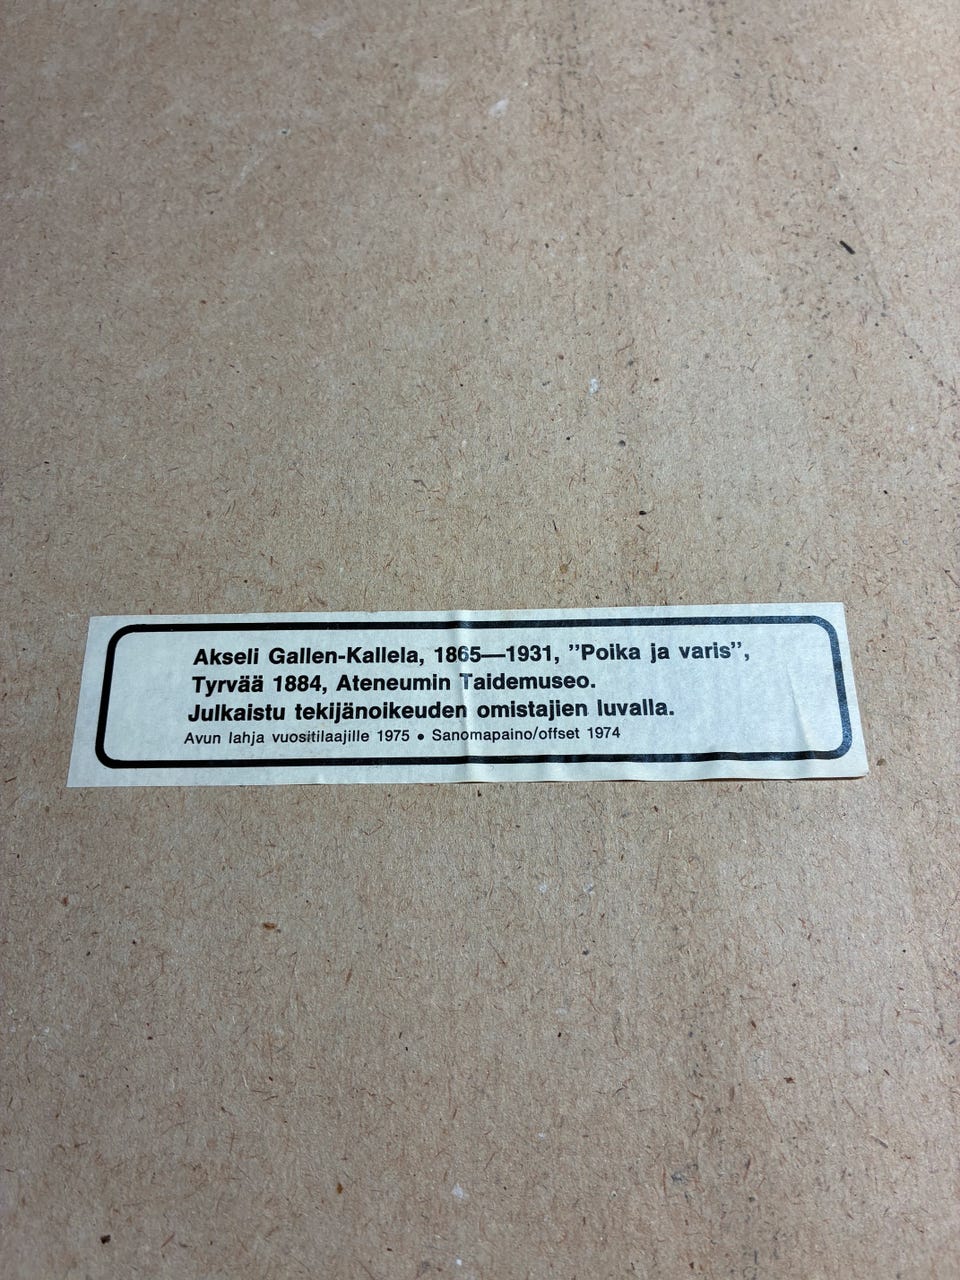 Akseli Gallen-Kallela, 1865—1931, ”Poika ja varis”,
Tyrvää 1884, Ateneumin Taidemuseo.
Julkaistu tekijänoikeuden omistajien luvalla.
Avun lahja vuositilaajille 1975 • Sanomapaino/offset 1974